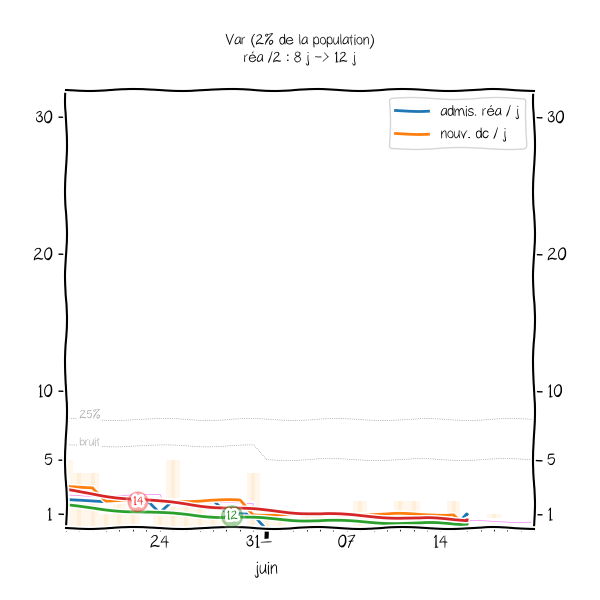 Var (2% de la population)
réa /2 : 8 j -> 12 j
admis. réa / j
nouv. dc / j
30
30
20
20
10
10
25%
bruit
5
5
14
12
1
1
24
31
07
14
juin